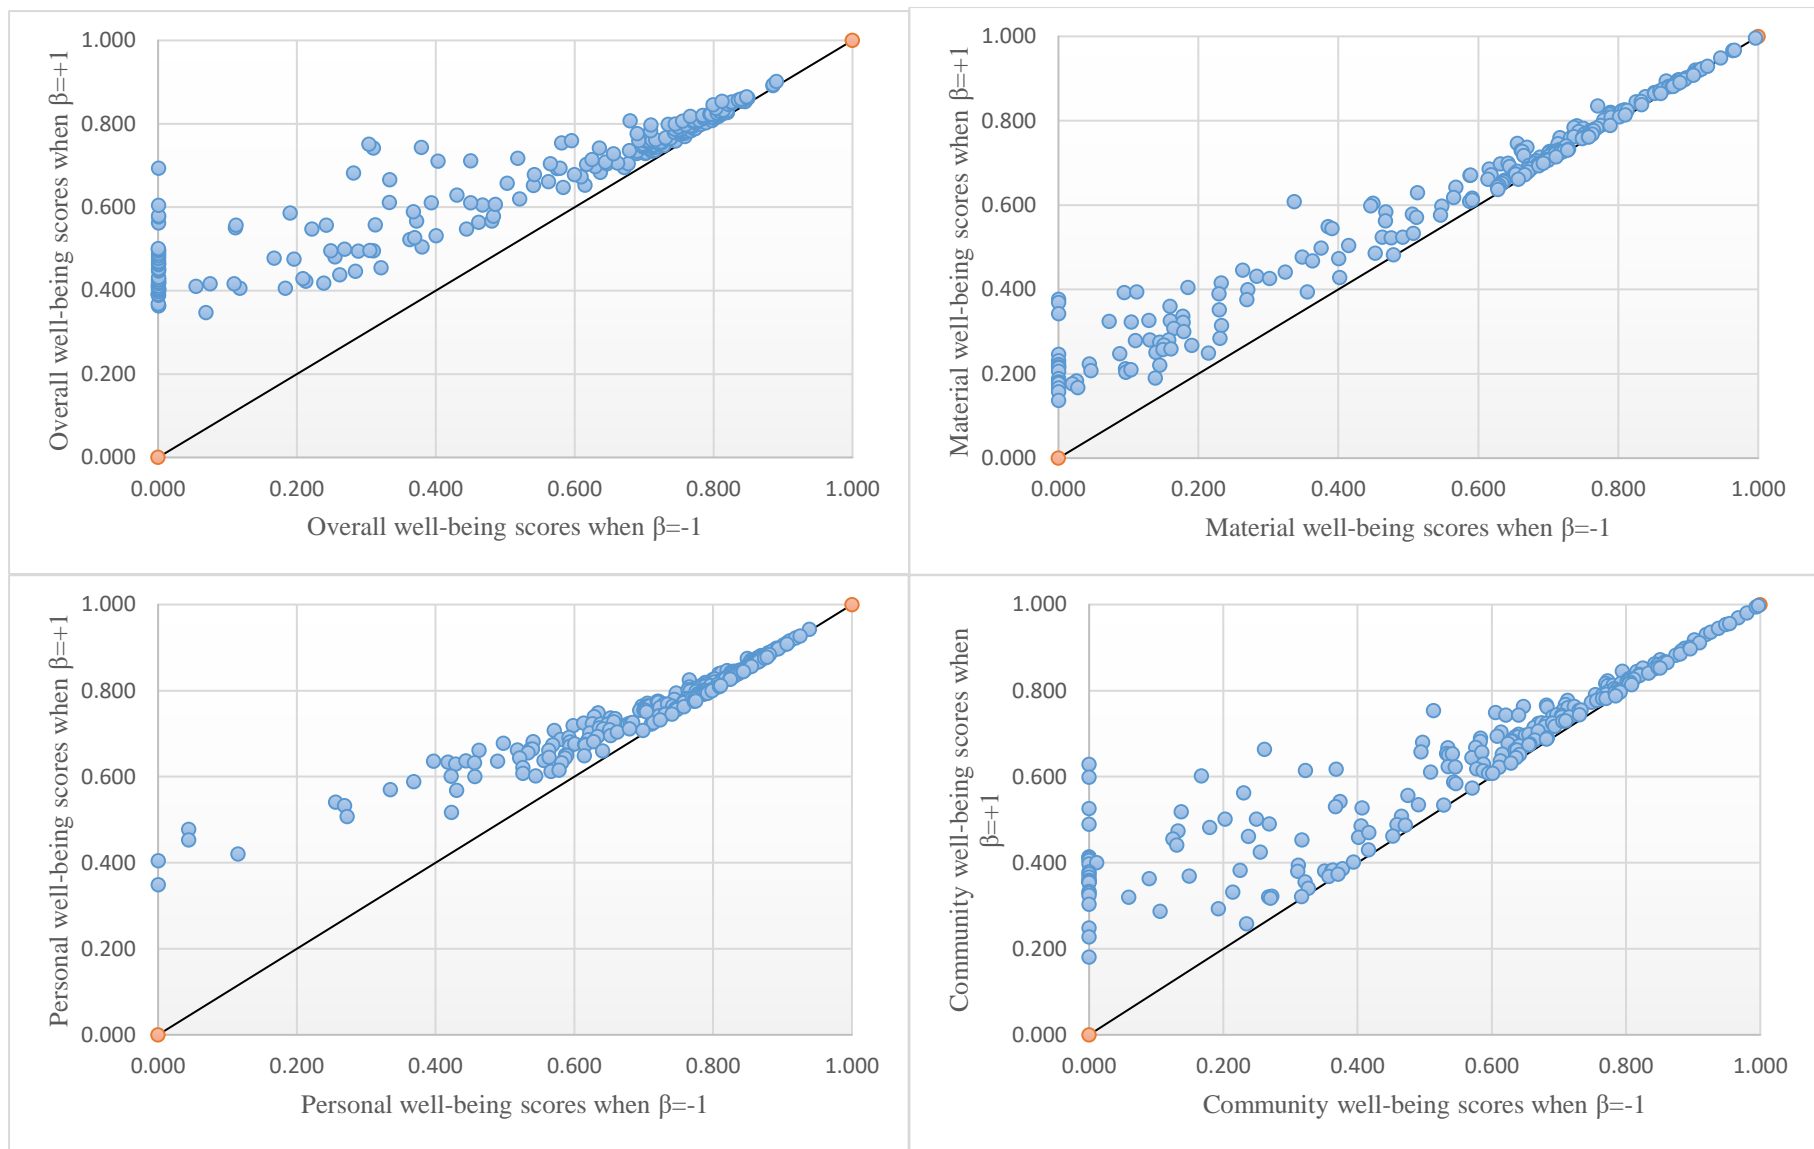 Overall well-being scores when β=+1
1.000
0.800
0.600
0.400
0.200
0.000
0.000 0.200 0.400 0.600 0.800 1.000
Overall well-being scores when β=-1
Material well-being scores when β=+1
1.000
0.800
0.600
0.400
0.200
0.000
0.000 0.200 0.400 0.600 0.800 1.000
Material well-being scores when β=-1
Personal well-being scores when β=+1
1.000
0.800
0.600
0.400
0.200
0.000
0.000 0.200 0.400 0.600 0.800 1.000
Personal well-being scores when β=-1
Community well-being scores when
β=+1
1.000
0.800
0.600
0.400
0.200
0.000
0.000 0.200 0.400 0.600 0.800 1.000
Community well-being scores when β=-1